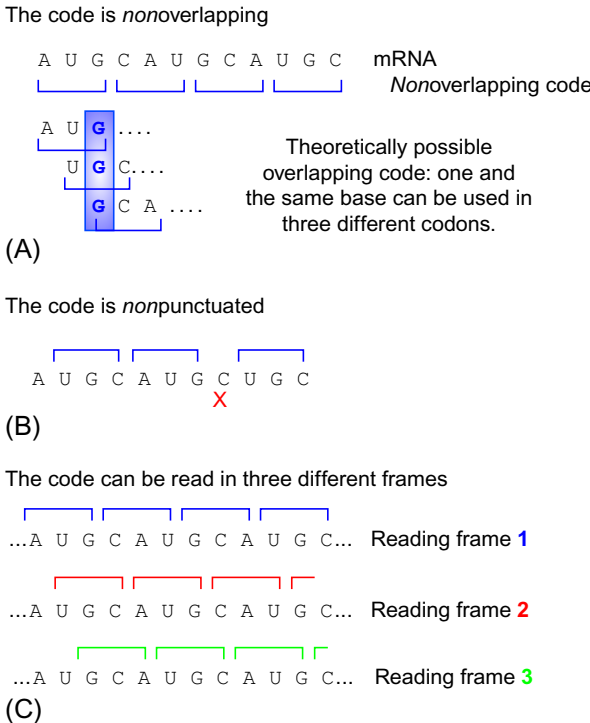 The code is nonoverlapping
A U G C A U G C A U G C mRNA
Nonoverlapping code
A U G ....
U G C ....
G C A ....
Theoretically possible
overlapping code: one and
the same base can be used in
three different codons.
(A)
The code is nonpunctuated
A U G C A U G C U G C
X
(B)
The code can be read in three different frames
...A U G C A U G C A U G C... Reading frame 1
...A U G C A U G C A U G C... Reading frame 2
...A U G C A U G C A U G C... Reading frame 3
(C)